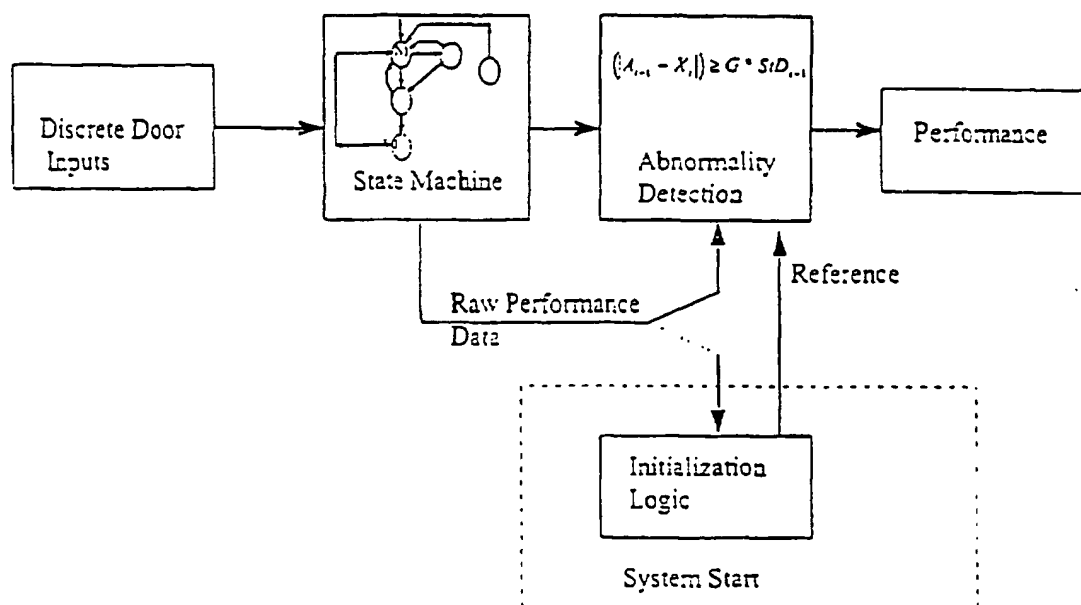 Discrete Door
Inputs
State Machine
(|A_{i-1} - X_i|) ≥ G * StD_{i-1}
Abnormality
Detection
Performance
Raw Performance
Data
Reference
Initialization
Logic
System Start